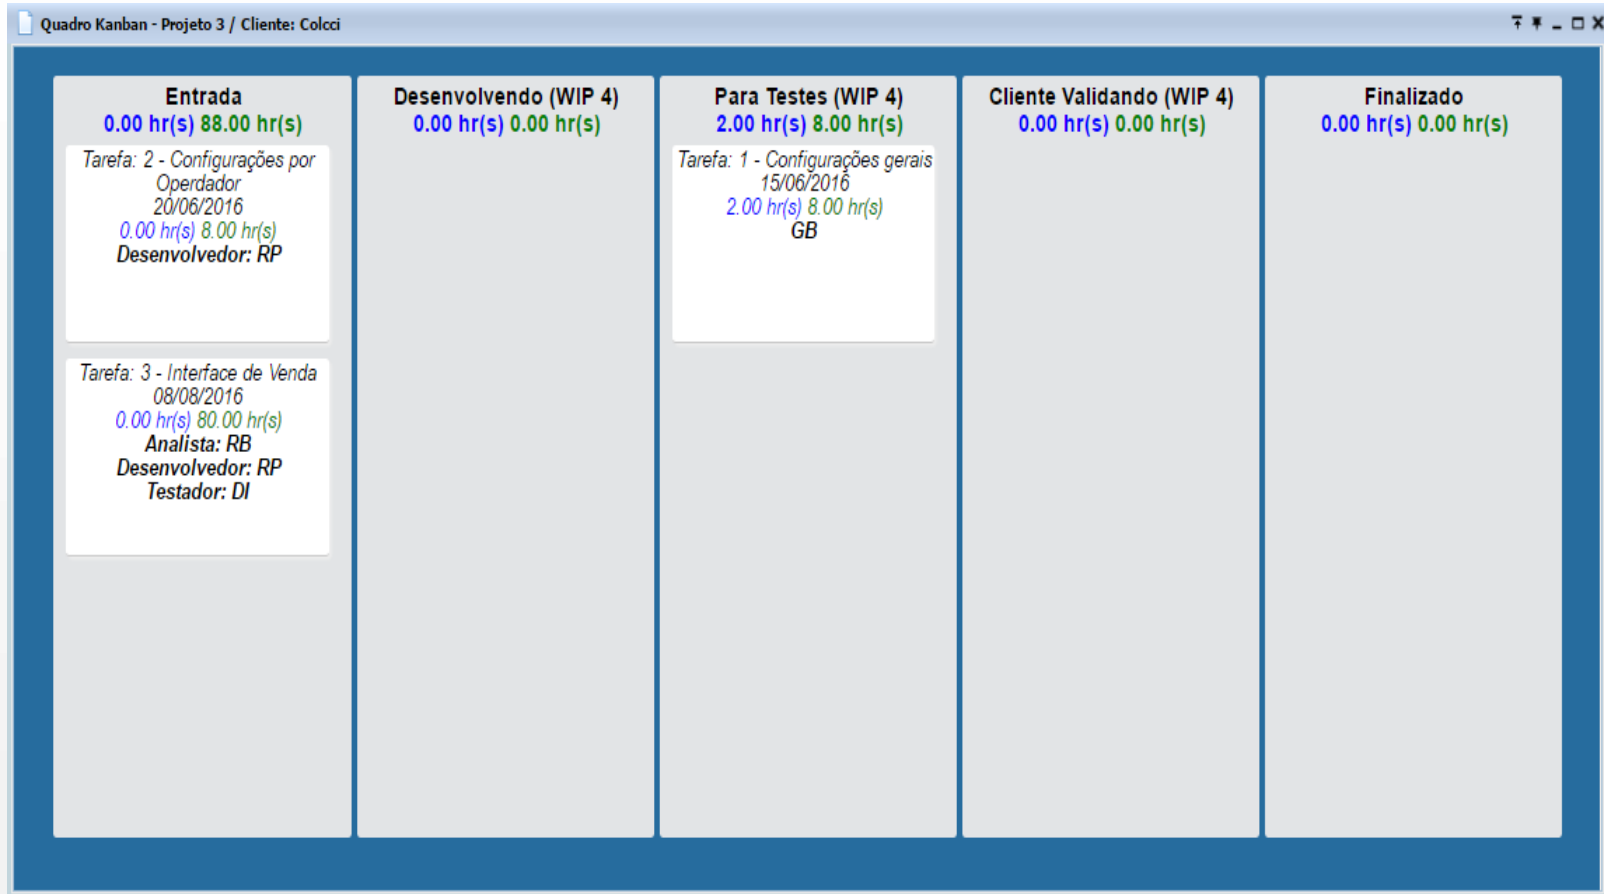 Quadro Kanban - Projeto 3 / Cliente: Colcci
Entrada
0.00 hr(s) 88.00 hr(s)
Tarefa: 2 - Configurações por
Operdador
20/06/2016
0.00 hr(s) 8.00 hr(s)
Desenvolvedor: RP
Tarefa: 3 - Interface de Venda
08/08/2016
0.00 hr(s) 80.00 hr(s)
Analista: RB
Desenvolvedor: RP
Testador: DI
Desenvolvendo (WIP 4)
0.00 hr(s) 0.00 hr(s)
Para Testes (WIP 4)
2.00 hr(s) 8.00 hr(s)
Tarefa: 1 - Configurações gerais
15/06/2016
2.00 hr(s) 8.00 hr(s)
GB
Cliente Validando (WIP 4)
0.00 hr(s) 0.00 hr(s)
Finalizado
0.00 hr(s) 0.00 hr(s)